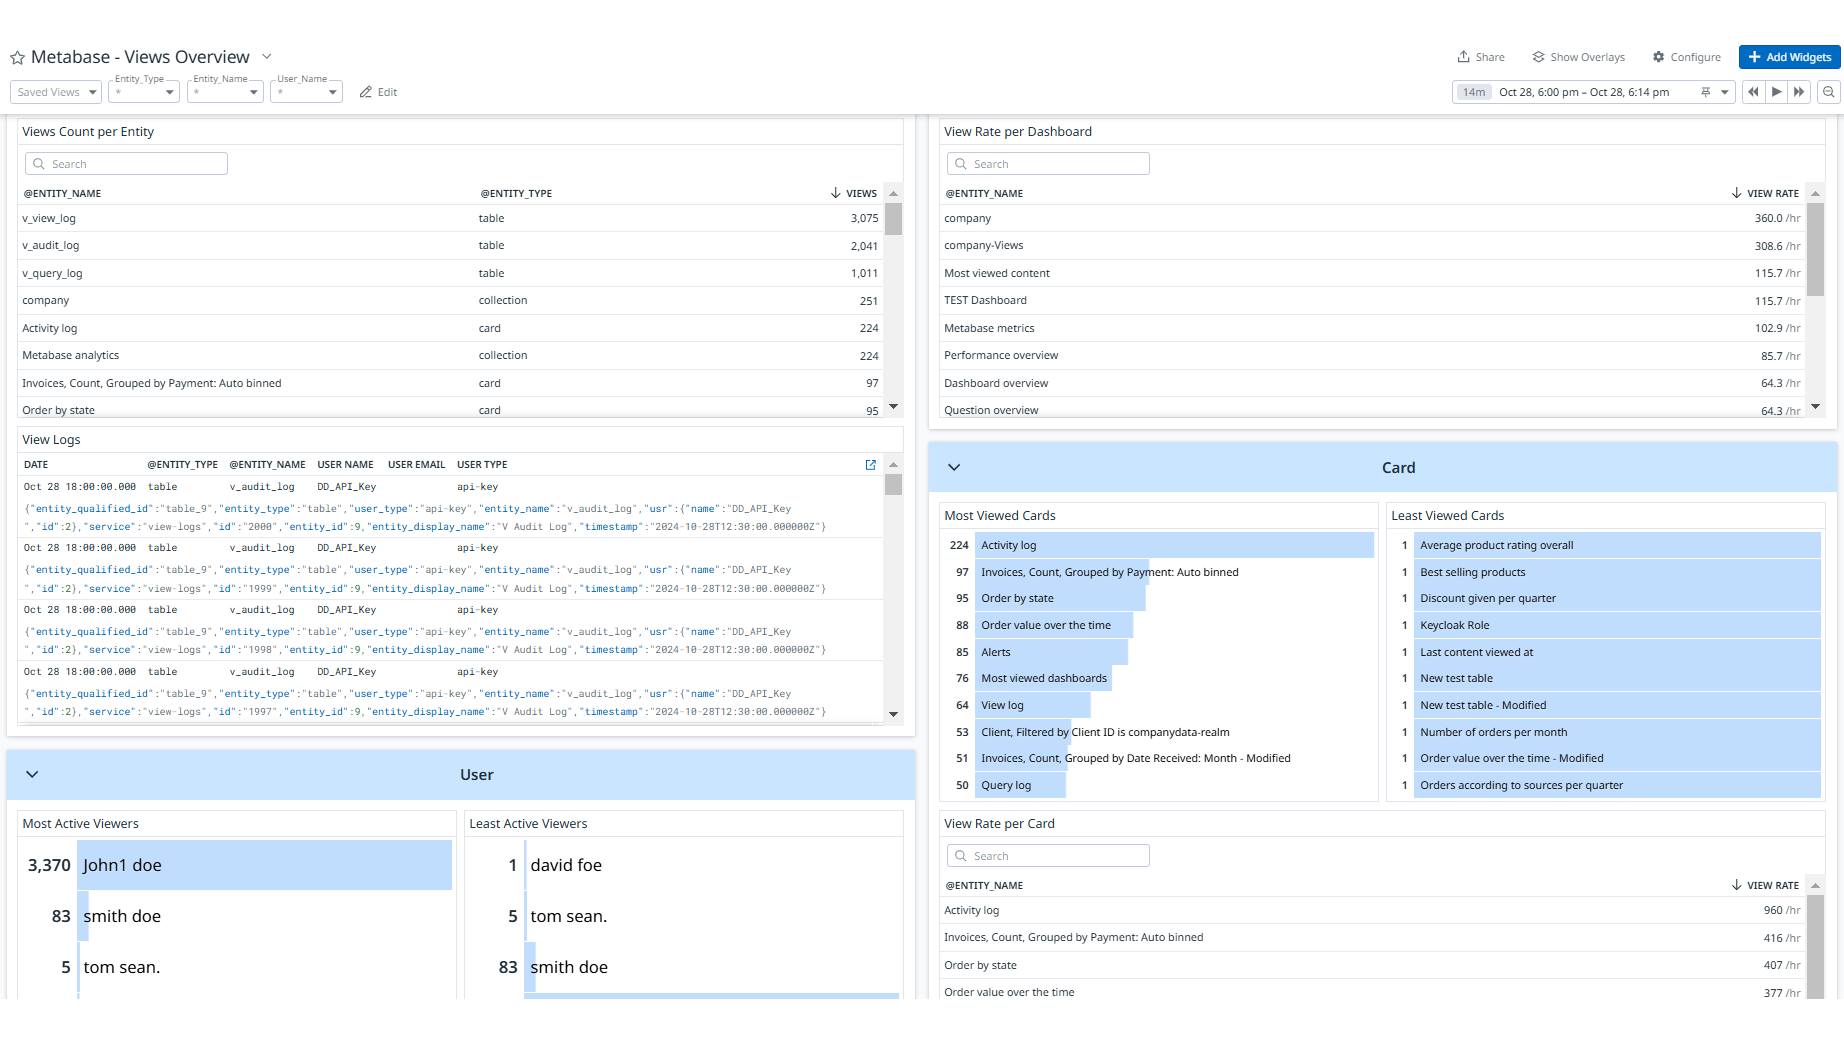 Metabase - Views Overview
Share
Show Overlays
Configure
+ Add Widgets
Saved Views
Entity_Type
*
Entity_Name
*
User_Name
*
Edit
14m
Oct 28, 6:00 pm – Oct 28, 6:14 pm
Views Count per Entity
Search
@ENTITY_NAME @ENTITY_TYPE VIEWS
v_view_log table 3,075
v_audit_log table 2,041
v_query_log table 1,011
company collection 251
Activity log card 224
Metabase analytics collection 224
Invoices, Count, Grouped by Payment: Auto binned card 97
Order by state card 95
View Logs
DATE @ENTITY_TYPE @ENTITY_NAME USER NAME USER EMAIL USER TYPE
Oct 28 18:00:00.000 table v_audit_log DD_API_Key api-key
{"entity_qualified_id":"table_9","entity_type":"table","user_type":"api-key","entity_name":"v_audit_log","usr":{"name":"DD_API_Key
","id":2},"service":"view-logs","id":"2000","entity_id":9,"entity_display_name":"V Audit Log","timestamp":"2024-10-28T12:30:00.000000Z"}
Oct 28 18:00:00.000 table v_audit_log DD_API_Key api-key
{"entity_qualified_id":"table_9","entity_type":"table","user_type":"api-key","entity_name":"v_audit_log","usr":{"name":"DD_API_Key
","id":2},"service":"view-logs","id":"1999","entity_id":9,"entity_display_name":"V Audit Log","timestamp":"2024-10-28T12:30:00.000000Z"}
Oct 28 18:00:00.000 table v_audit_log DD_API_Key api-key
{"entity_qualified_id":"table_9","entity_type":"table","user_type":"api-key","entity_name":"v_audit_log","usr":{"name":"DD_API_Key
","id":2},"service":"view-logs","id":"1998","entity_id":9,"entity_display_name":"V Audit Log","timestamp":"2024-10-28T12:30:00.000000Z"}
Oct 28 18:00:00.000 table v_audit_log DD_API_Key api-key
{"entity_qualified_id":"table_9","entity_type":"table","user_type":"api-key","entity_name":"v_audit_log","usr":{"name":"DD_API_Key
","id":2},"service":"view-logs","id":"1997","entity_id":9,"entity_display_name":"V Audit Log","timestamp":"2024-10-28T12:30:00.000000Z"}
User
Most Active Viewers
3,370 John1 doe
83 smith doe
5 tom sean.
Least Active Viewers
1 david foe
5 tom sean.
83 smith doe
View Rate per Dashboard
Search
@ENTITY_NAME VIEW RATE
company 360.0 /hr
company-Views 308.6 /hr
Most viewed content 115.7 /hr
TEST Dashboard 115.7 /hr
Metabase metrics 102.9 /hr
Performance overview 85.7 /hr
Dashboard overview 64.3 /hr
Question overview 64.3 /hr
Card
Most Viewed Cards
224 Activity log
97 Invoices, Count, Grouped by Payment: Auto binned
95 Order by state
88 Order value over the time
85 Alerts
76 Most viewed dashboards
64 View log
53 Client, Filtered by Client ID is companydata-realm
51 Invoices, Count, Grouped by Date Received: Month - Modified
50 Query log
Least Viewed Cards
1 Average product rating overall
1 Best selling products
1 Discount given per quarter
1 Keycloak Role
1 Last content viewed at
1 New test table
1 New test table - Modified
1 Number of orders per month
1 Order value over the time - Modified
1 Orders according to sources per quarter
View Rate per Card
Search
@ENTITY_NAME VIEW RATE
Activity log 960 /hr
Invoices, Count, Grouped by Payment: Auto binned 416 /hr
Order by state 407 /hr
Order value over the time 377 /hr